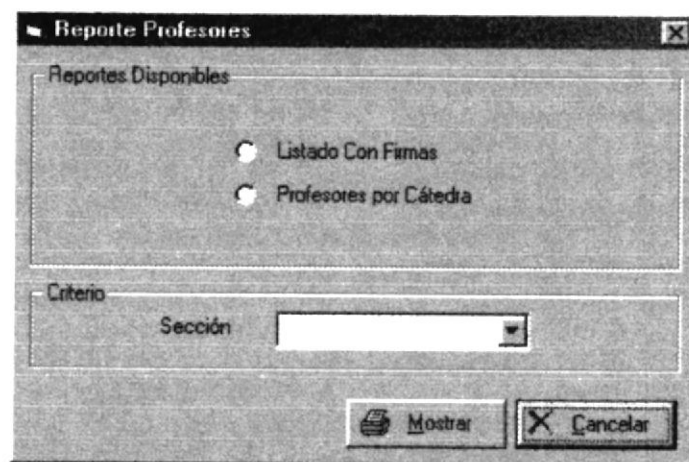 Reporte Profesores
Reportes Disponibles
Listado Con Firmas
Profesores por Cátedra
Criterio
Sección
Mostrar
Cancelar